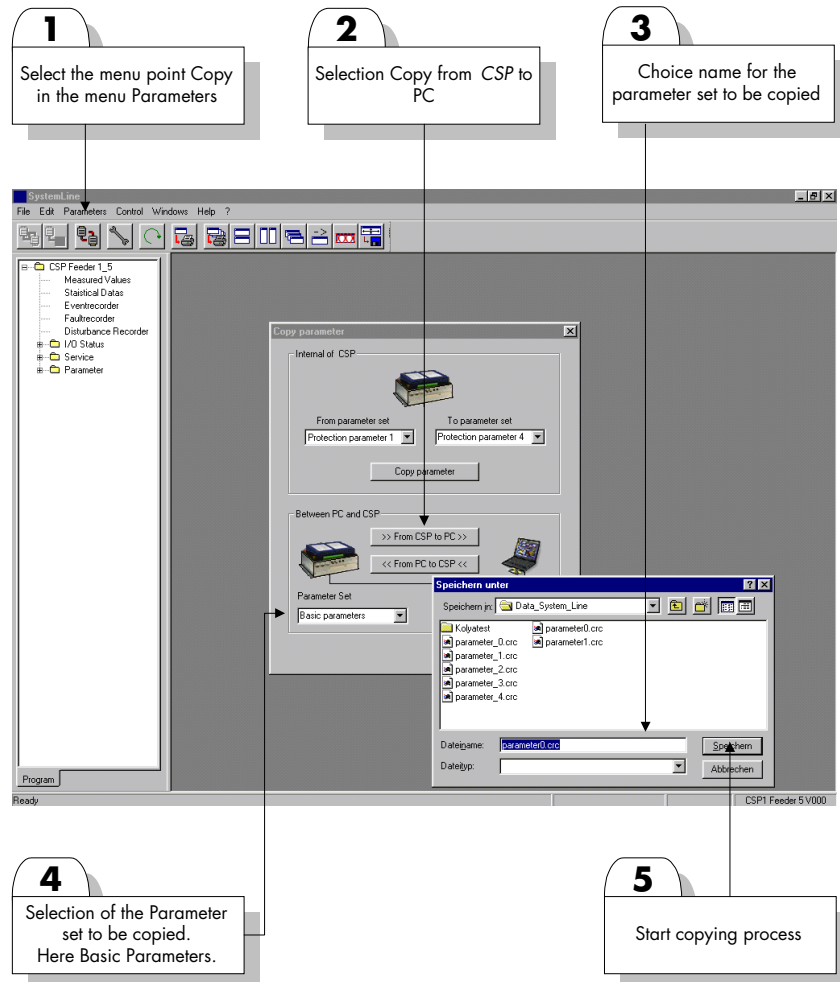 1
Select the menu point Copy
in the menu Parameters
2
Selection Copy from CSP to
PC
3
Choice name for the
parameter set to be copied
SystemLine
File Edit Parameters Control Windows Help ?
CSP Feeder 1_5
Measured Values
Staistical Datas
Eventrecorder
Faultrecorder
Disturbance Recorder
I/O Status
Service
Parameter
Copy parameter
Internal of CSP
From parameter set
To parameter set
Protection parameter 1
Protection parameter 4
Copy parameter
Between PC and CSP
>> From CSP to PC >>
<< From PC to CSP <<
Parameter Set
Basic parameters
Speichern unter
Speichern in:
Data_System_Line
Kolyatest
parameter_0.crc
parameter_1.crc
parameter_2.crc
parameter_3.crc
parameter_4.crc
parameter0.crc
parameter1.crc
Dateiname:
parameter0.crc
Speichern
Dateityp:
Abbrechen
Program
Ready
CSP1 Feeder 5 V000
4
Selection of the Parameter
set to be copied.
Here Basic Parameters.
5
Start copying process